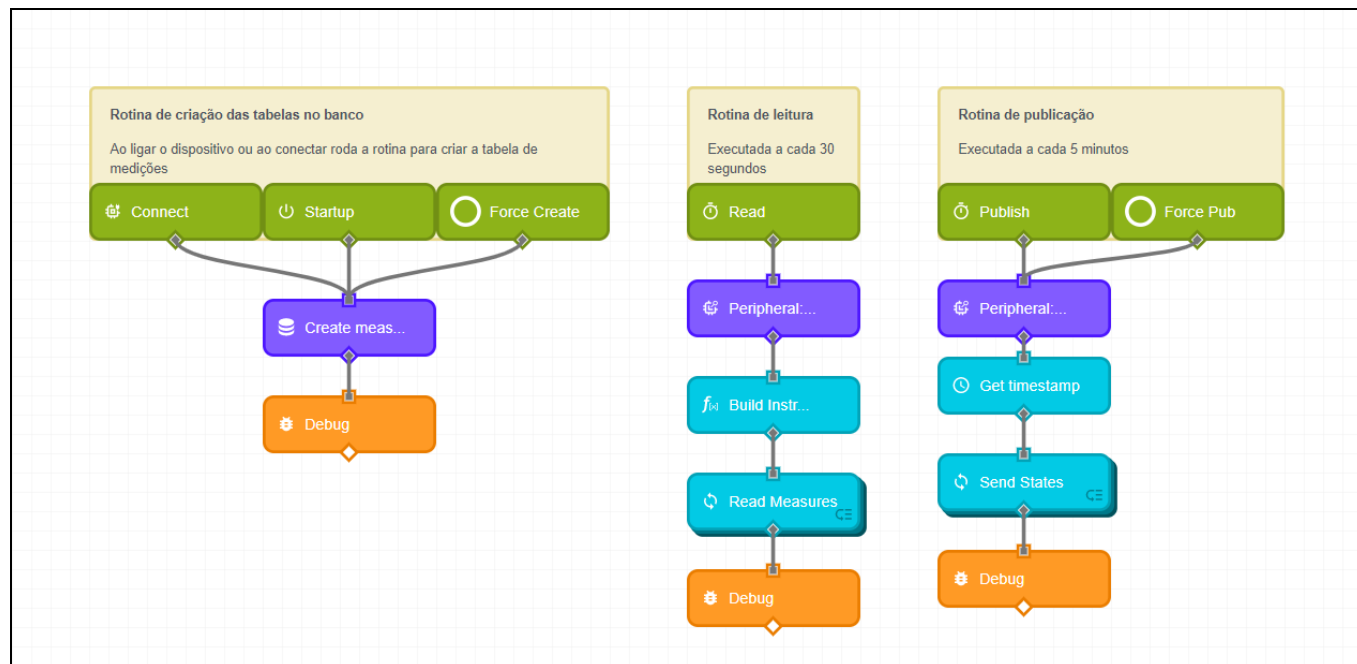 Rotina de criação das tabelas no banco
Ao ligar o dispositivo ou ao conectar roda a rotina para criar a tabela de
medições
Connect
Startup
Force Create
Create meas...
Debug
Rotina de leitura
Executada a cada 30
segundos
Read
Peripheral:...
Build Instr...
Read Measures
Debug
Rotina de publicação
Executada a cada 5 minutos
Publish
Force Pub
Peripheral:...
Get timestamp
Send States
Debug